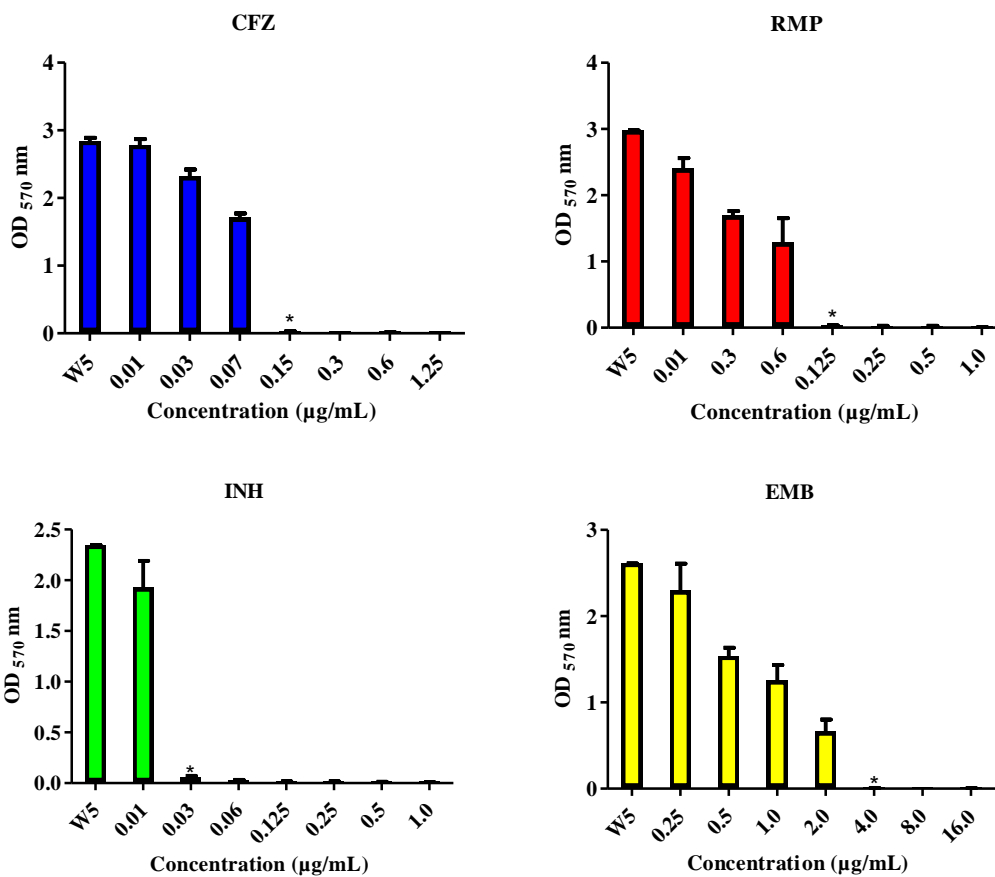 CFZ
4
3
2
1
0
OD 570 nm
W5 0.01 0.03 0.07 0.15 0.3 0.6 1.25
*
Concentration (µg/mL)
RMP
4
3
2
1
0
OD 570 nm
W5 0.01 0.3 0.6 0.125 0.25 0.5 1.0
*
Concentration (µg/mL)
INH
2.5
2.0
1.5
1.0
0.5
0.0
OD 570 nm
W5 0.01 0.03 0.06 0.125 0.25 0.5 1.0
*
Concentration (µg/mL)
EMB
3
2
1
0
OD 570 nm
W5 0.25 0.5 1.0 2.0 4.0 8.0 16.0
*
Concentration (µg/mL)